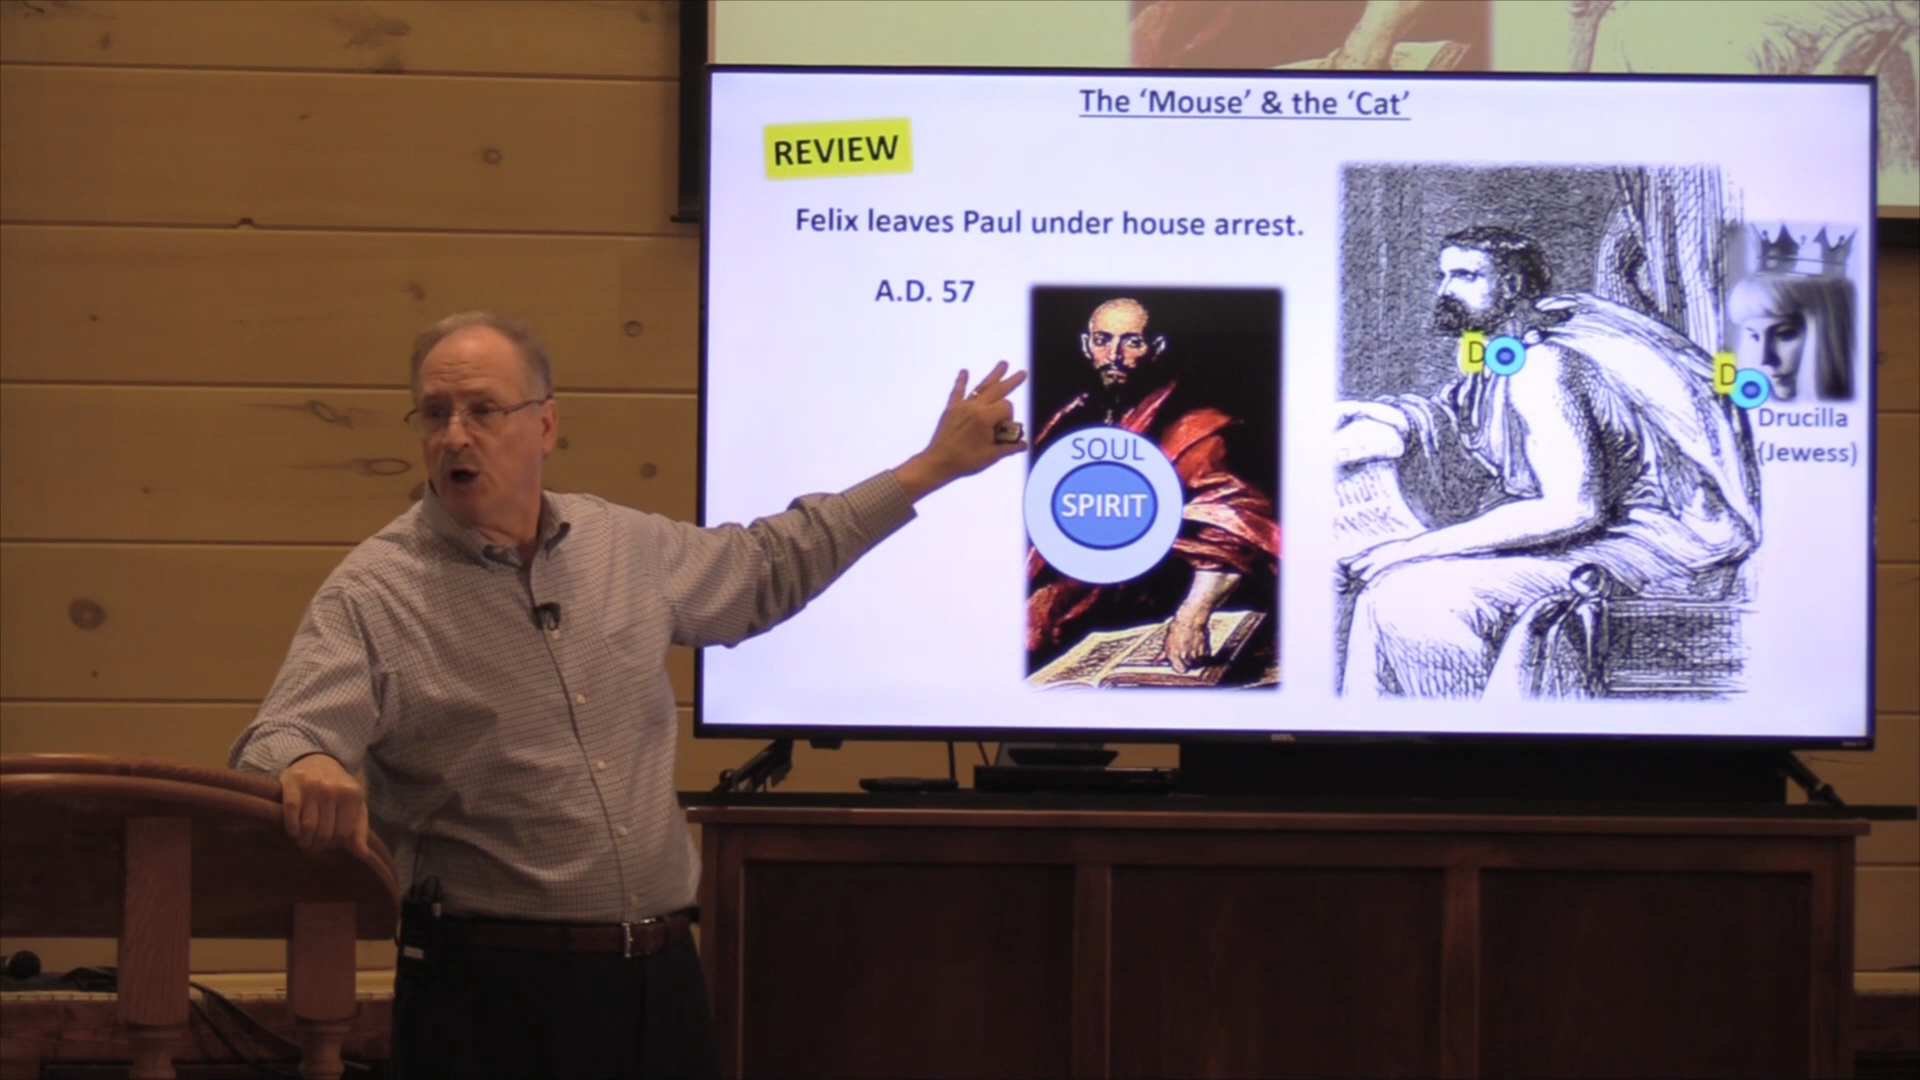 The ‘Mouse’ & the ‘Cat’
REVIEW
Felix leaves Paul under house arrest.
A.D. 57
SOUL
SPIRIT
D
D
Drucilla
(Jewess)